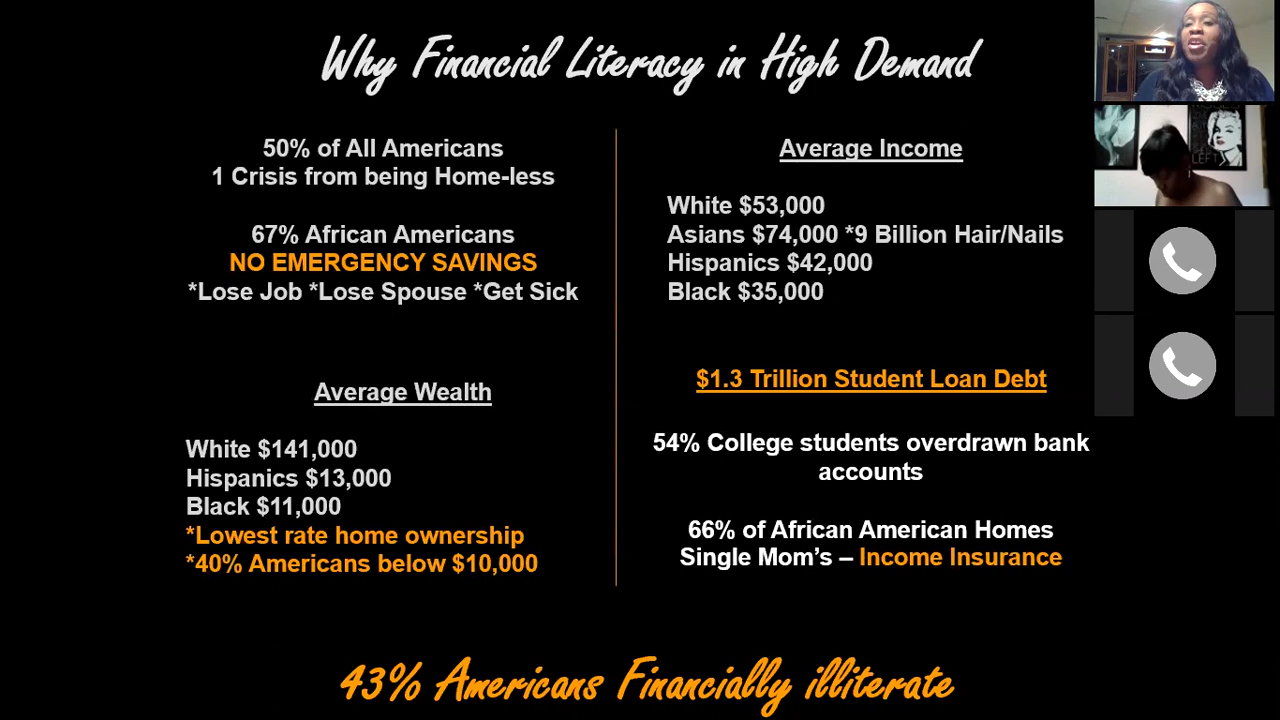 Why Financial Literacy in High Demand
50% of All Americans
1 Crisis from being Home-less
67% African Americans
NO EMERGENCY SAVINGS
*Lose Job *Lose Spouse *Get Sick
Average Wealth
White $141,000
Hispanics $13,000
Black $11,000
*Lowest rate home ownership
*40% Americans below $10,000
Average Income
White $53,000
Asians $74,000 *9 Billion Hair/Nails
Hispanics $42,000
Black $35,000
$1.3 Trillion Student Loan Debt
54% College students overdrawn bank
accounts
66% of African American Homes
Single Mom’s – Income Insurance
43% Americans Financially illiterate
LEFT